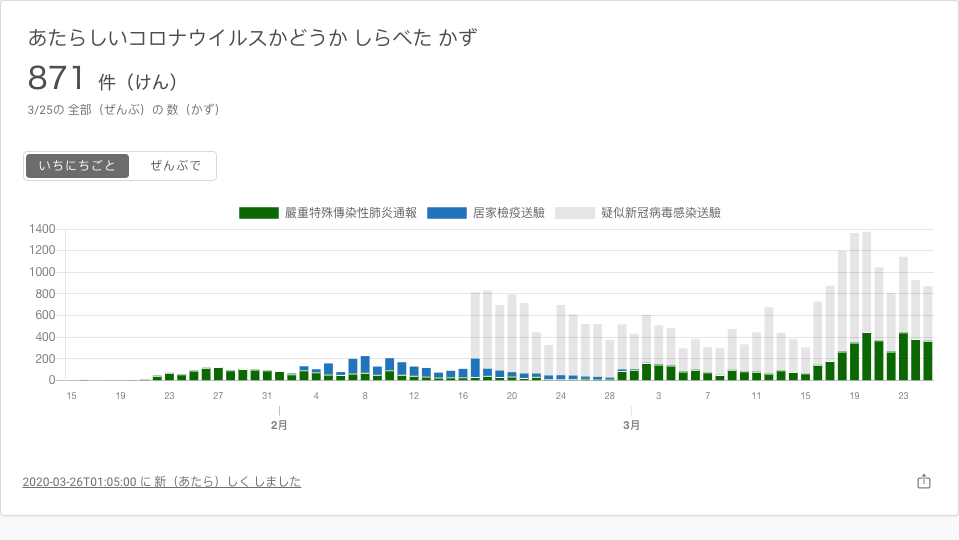 あたらしいコロナウイルスかどうか しらべた かず
871 件（けん）
3/25の 全部（ぜんぶ）の 数（かず）
いちにちごと ぜんぶで
嚴重特殊傳染性肺炎通報 居家檢疫送驗 疑似新冠病毒感染送驗
1400
1200
1000
800
600
400
200
0
15 19 23 27 31 4 8 12 16 20 24 28 3 7 11 15 19 23
2月 3月
2020-03-26T01:05:00 に 新（あたら）しく しました